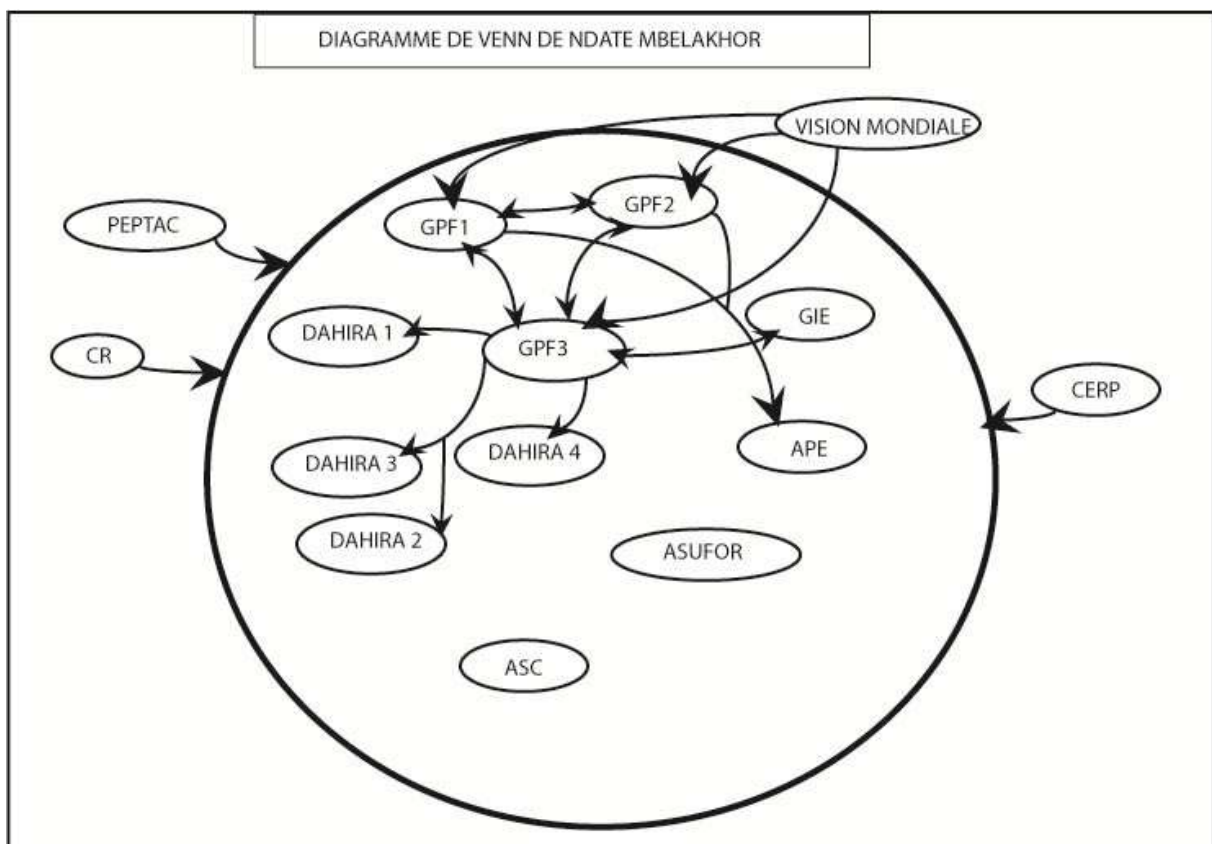 DIAGRAMME DE VENN DE NDATE MBELAKHOR
VISION MONDIALE
PEPTAC
GPF1
GPF2
DAHIRA 1
GPF3
GIE
CR
CERP
DAHIRA 3
DAHIRA 4
APE
DAHIRA 2
ASUFOR
ASC